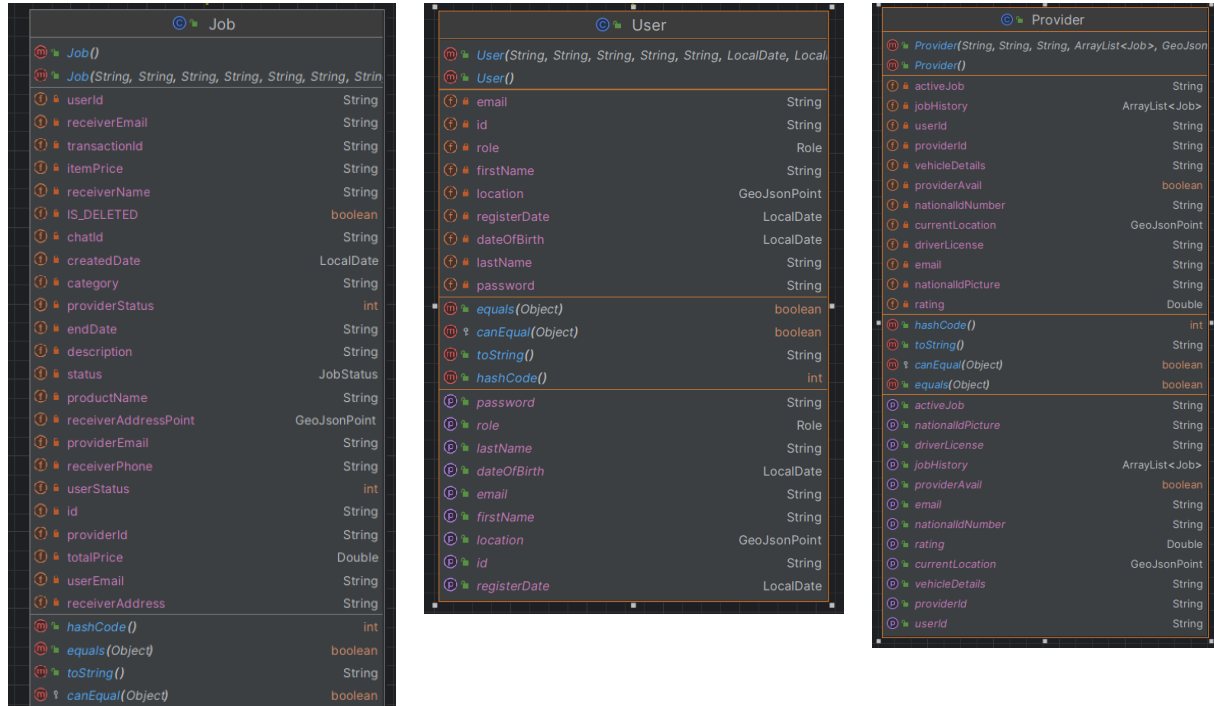 Job
Job()
Job(String, String, String, String, String, String, Strin
userId String
receiverEmail String
transactionId String
itemPrice String
receiverName String
IS_DELETED boolean
chatId String
createdDate LocalDate
category String
providerStatus int
endDate String
description String
status JobStatus
productName String
receiverAddressPoint GeoJsonPoint
providerEmail String
receiverPhone String
userStatus int
id String
providerId String
totalPrice Double
userEmail String
receiverAddress String
hashCode() int
equals(Object) boolean
toString() String
canEqual(Object) boolean
User
User(String, String, String, String, String, LocalDate, Local
User()
email String
id String
role Role
firstName String
location GeoJsonPoint
registerDate LocalDate
dateOfBirth LocalDate
lastName String
password String
equals(Object) boolean
canEqual(Object) boolean
toString() String
hashCode() int
password String
role Role
lastName String
dateOfBirth LocalDate
email String
firstName String
location GeoJsonPoint
id String
registerDate LocalDate
Provider
Provider(String, String, String, ArrayList<Job>, GeoJson
Provider()
activeJob String
jobHistory ArrayList<Job>
userId String
providerId String
vehicleDetails String
providerAvail boolean
nationalIdNumber String
currentLocation GeoJsonPoint
driverLicense String
email String
nationalIdPicture String
rating Double
hashCode() int
toString() String
canEqual(Object) boolean
equals(Object) boolean
activeJob String
nationalIdPicture String
driverLicense String
jobHistory ArrayList<Job>
providerAvail boolean
email String
nationalIdNumber String
rating Double
currentLocation GeoJsonPoint
vehicleDetails String
providerId String
userId String